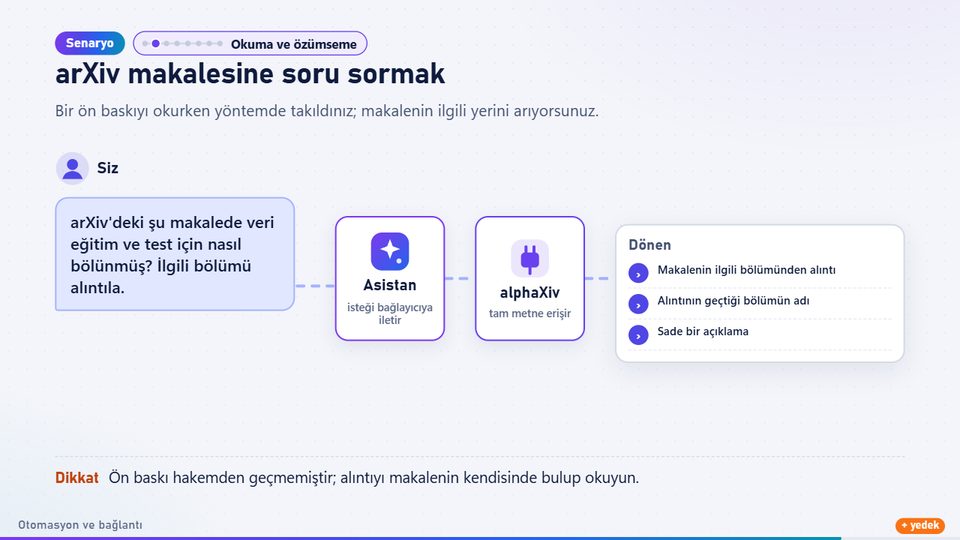 Senaryo
Okuma ve özümseme
arXiv makalesine soru sormak
Bir ön baskıyı okurken yöntemde takıldınız; makalenin ilgili yerini arıyorsunuz.
Siz
arXiv'deki şu makalede veri
eğitim ve test için nasıl
bölünmüş? İlgili bölümü
alıntıla.
Asistan
isteği bağlayıcıya
iletir
alphaXiv
tam metne erişir
Dönen
Makalenin ilgili bölümünden alıntı
Alıntının geçtiği bölümün adı
Sade bir açıklama
Dikkat Ön baskı hakemden geçmemiştir; alıntıyı makalenin kendisinde bulup okuyun.
Otomasyon ve bağlantı
+ yedek